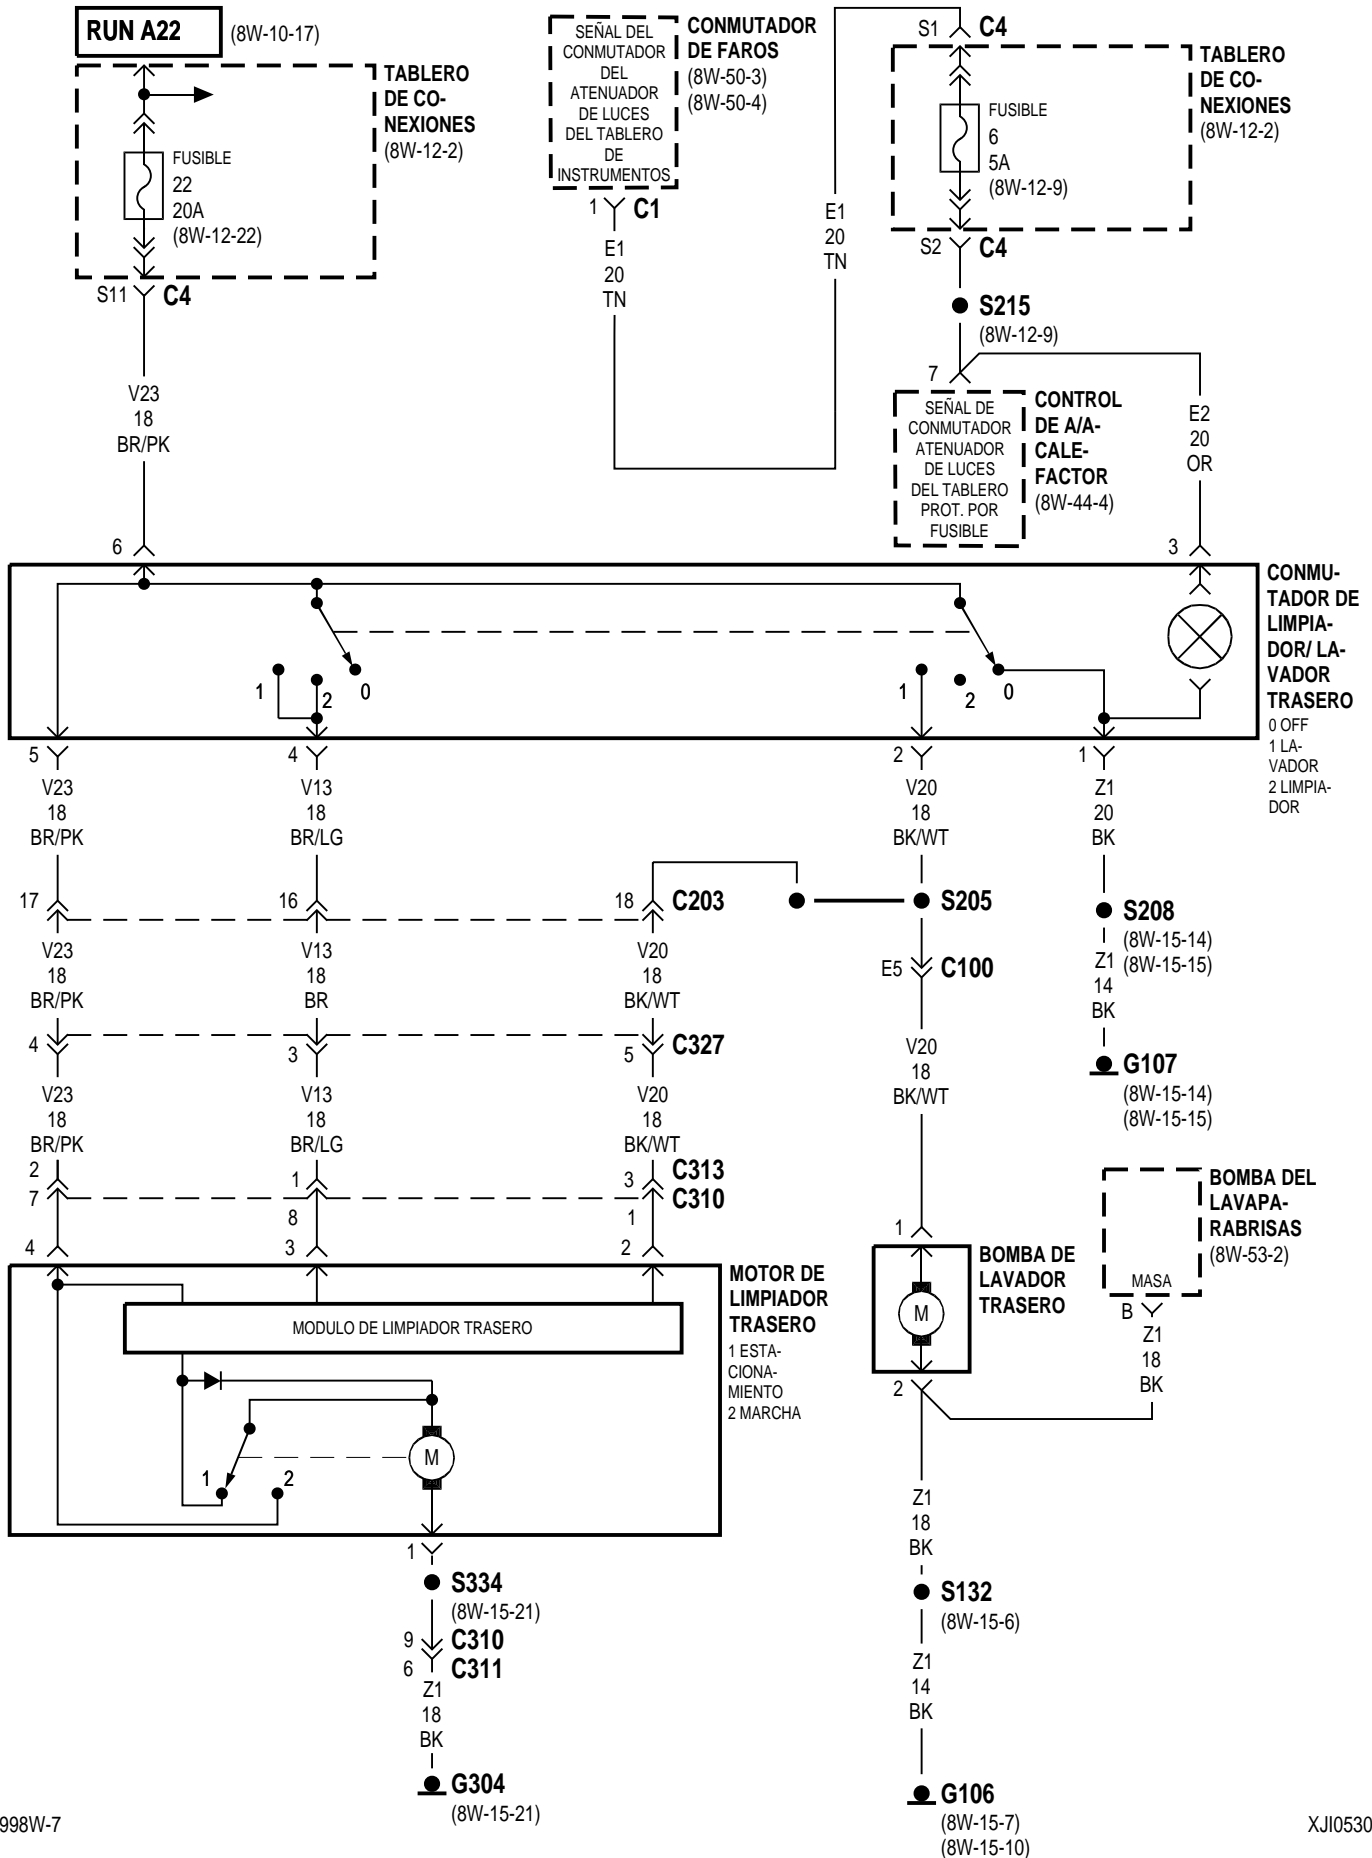 RUN A22
(8W-10-17)
TABLERO
DE CO-
NEXIONES
(8W-12-2)
FUSIBLE
22
20A
(8W-12-22)
S11
C4
V23
18
BR/PK
6
SEÑAL DEL
CONMUTADOR
DEL
ATENUADOR
DE LUCES
DEL TABLERO
DE
INSTRUMENTOS
CONMUTADOR
DE FAROS
(8W-50-3)
(8W-50-4)
1
C1
E1
20
TN
E1
20
TN
S1
C4
TABLERO
DE CO-
NEXIONES
(8W-12-2)
FUSIBLE
6
5A
(8W-12-9)
S2
C4
S215
(8W-12-9)
7
SEÑAL DE
CONMUTADOR
ATENUADOR
DE LUCES
DEL TABLERO
PROT. POR
FUSIBLE
CONTROL
DE A/A-
CALE-
FACTOR
(8W-44-4)
E2
20
OR
3
CONMU-
TADOR DE
LIMPIA-
DOR/ LA-
VADOR
TRASERO
0 OFF
1 LA-
VADOR
2 LIMPIA-
DOR
1
2
0
1
2
0
5
4
2
1
V23
18
BR/PK
V13
18
BR/LG
V20
18
BK/WT
Z1
20
BK
17
16
18
C203
S205
S208
(8W-15-14)
(8W-15-15)
V23
18
BR/PK
V13
18
BR
V20
18
BK/WT
E5
C100
Z1
14
BK
4
3
5
C327
V20
18
BK/WT
G107
(8W-15-14)
(8W-15-15)
V23
18
BR/PK
V13
18
BR/LG
V20
18
BK/WT
2
1
3
C313
7
8
1
C310
4
3
2
1
BOMBA DEL
LAVAPA-
RABRISAS
(8W-53-2)
MASA
B
Z1
18
BK
BOMBA DE
LAVADOR
TRASERO
M
2
MOTOR DE
LIMPIADOR
TRASERO
1 ESTA-
CIONA-
MIENTO
2 MARCHA
MODULO DE LIMPIADOR TRASERO
M
1
2
1
S334
(8W-15-21)
9
C310
6
C311
Z1
18
BK
G304
(8W-15-21)
Z1
18
BK
S132
(8W-15-6)
Z1
14
BK
G106
(8W-15-7)
(8W-15-10)
998W-7
XJI0530